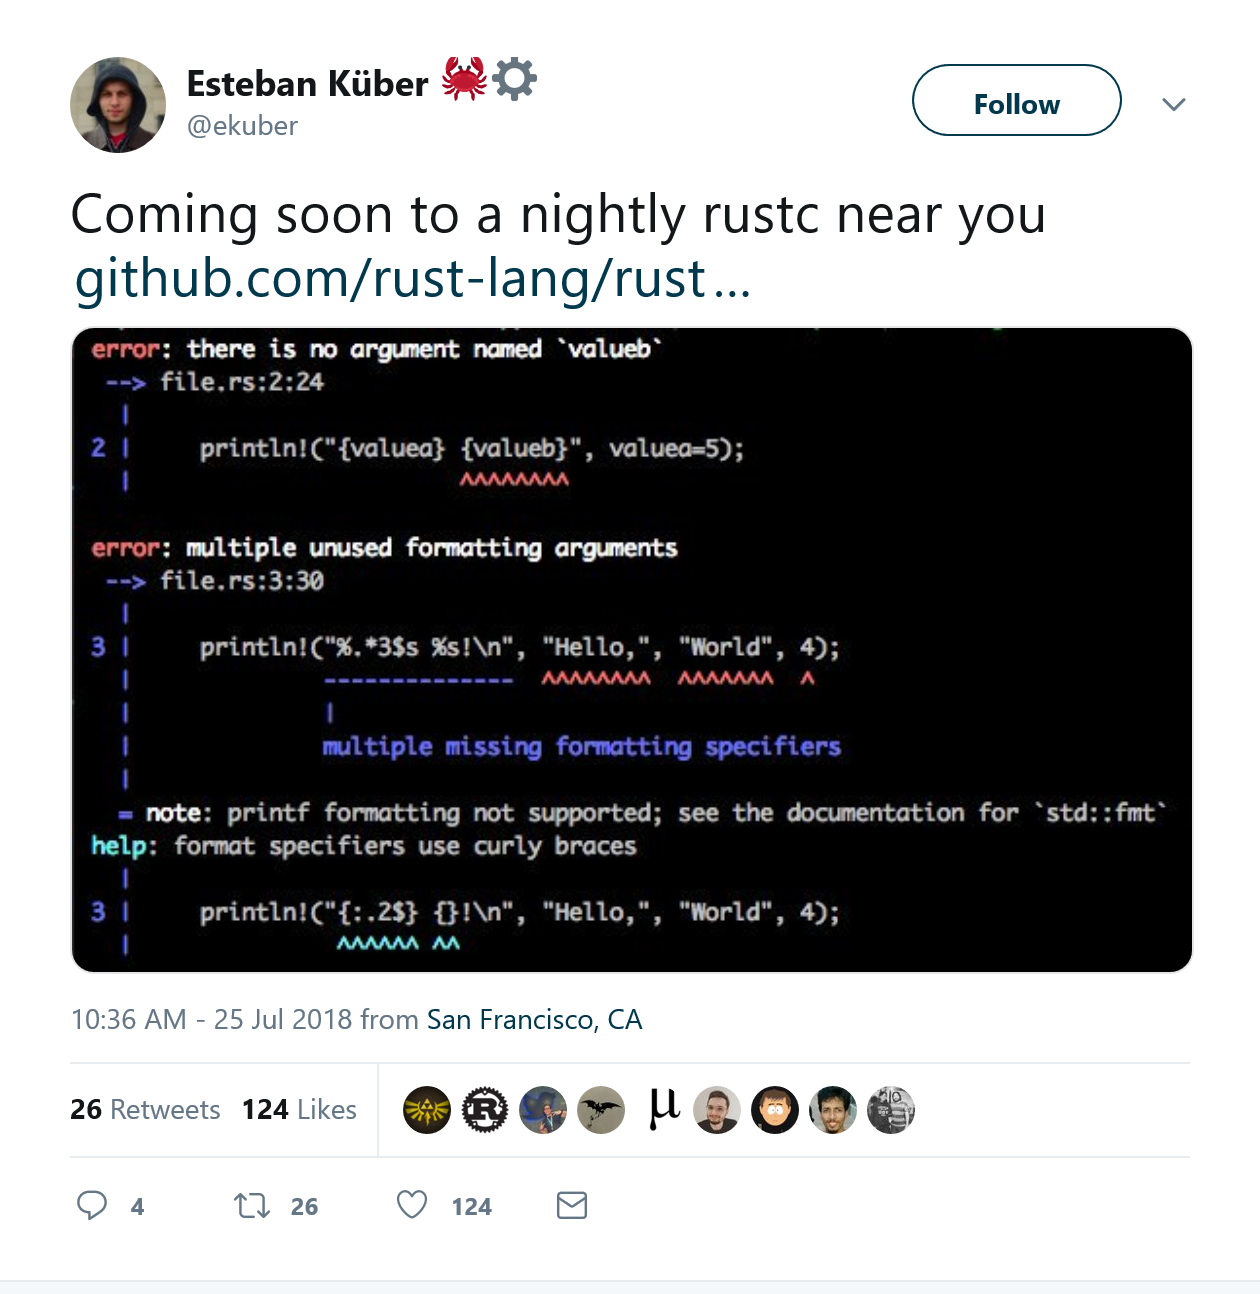 Esteban Küber 🦀⚙
@ekuber
Follow
Coming soon to a nightly rustc near you
github.com/rust-lang/rust…
error: there is no argument named `valueb`
--> file.rs:2:24
|
2 | println!("{valuea} {valueb}", valuea=5);
| ^^^^^^^^
error: multiple unused formatting arguments
--> file.rs:3:30
|
3 | println!("%.*3$s %s!\n", "Hello,", "World", 4);
| -------------- ^^^^^^^^ ^^^^^^^ ^
| |
| multiple missing formatting specifiers
|
= note: printf formatting not supported; see the documentation for `std::fmt`
help: format specifiers use curly braces
|
3 | println!("{:.2$} {}!\n", "Hello,", "World", 4);
| ^^^^^^ ^^
10:36 AM - 25 Jul 2018 from San Francisco, CA
26 Retweets 124 Likes R µ
4 26 124